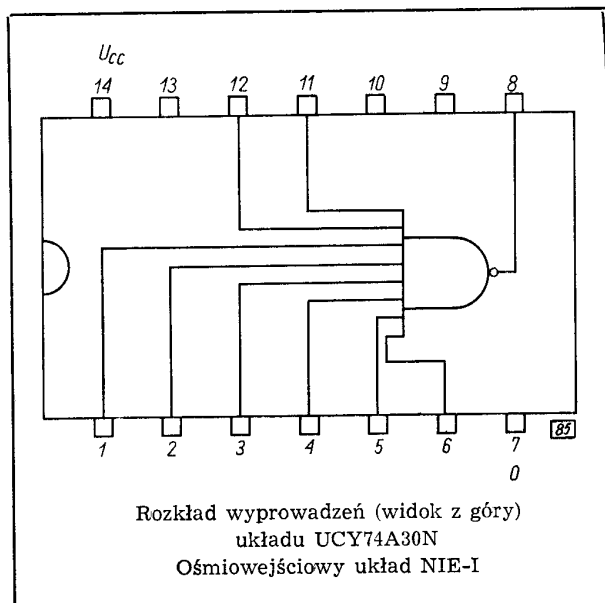 UCC
14 13 12 11 10 9 8
1 2 3 4 5 6 7 85
0
Rozkład wyprowadzeń (widok z góry)
układu UCY74A30N
Ośmiowejściowy układ NIE-I